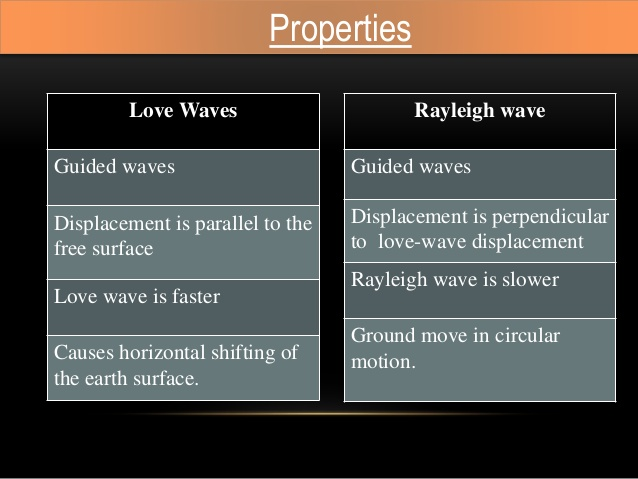 Properties
Love Waves
Guided waves
Displacement is parallel to the
free surface
Love wave is faster
Causes horizontal shifting of
the earth surface.
Rayleigh wave
Guided waves
Displacement is perpendicular
to love-wave displacement
Rayleigh wave is slower
Ground move in circular
motion.